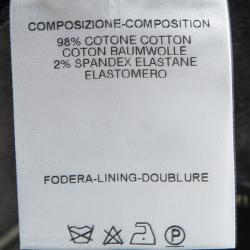 COMPOSIZIONE-COMPOSITION
98% COTONE COTTON
COTON BAUMWOLLE
2% SPANDEX ELASTANE
ELASTOMERO
FODERA-LINING-DOUBLURE
P